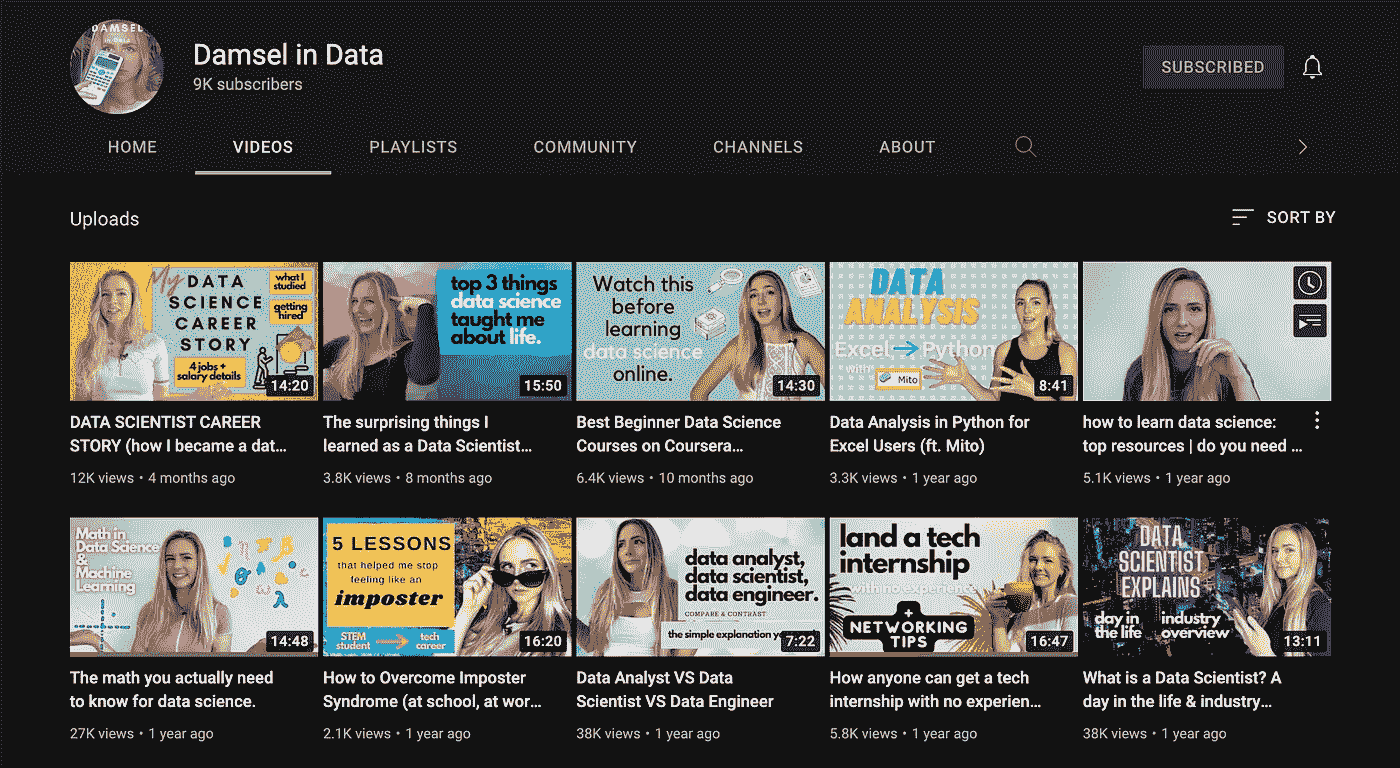 DAMSEL
IN DATA
Damsel in Data
9K subscribers
SUBSCRIBED
HOME
VIDEOS
PLAYLISTS
COMMUNITY
CHANNELS
ABOUT
Uploads
SORT BY
My DATA
SCIENCE
CAREER
STORY
what I
studied
getting
hired
4 jobs +
salary details
14:20
top 3 things
data science
taught me
about life.
15:50
Watch this
before
learning
data science
online.
14:30
DATA
ANALYSIS
Excel → Python
with
Mito
8:41
DATA SCIENTIST CAREER
STORY (how I became a dat...
12K views • 4 months ago
The surprising things I
learned as a Data Scientist...
3.8K views • 8 months ago
Best Beginner Data Science
Courses on Coursera...
6.4K views • 10 months ago
Data Analysis in Python for
Excel Users (ft. Mito)
3.3K views • 1 year ago
how to learn data science:
top resources | do you need ...
5.1K views • 1 year ago
Math in
Data Saience
&
Machine
Learning
14:48
5 LESSONS
that helped me stop
feeling like an
imposter
STEM
student
tech
career
16:20
data analyst,
data scientist,
data engineer.
COMPARE & CONTRAST
the simple explanation
7:22
land a tech
internship
with no experience
+
NETWORKING
TIPS
16:47
DATA
SCIENTIST
EXPLAINS
day in
the life
industry
overview
13:11
The math you actually need
to know for data science.
27K views • 1 year ago
How to Overcome Imposter
Syndrome (at school, at wor...
2.1K views • 1 year ago
Data Analyst VS Data
Scientist VS Data Engineer
38K views • 1 year ago
How anyone can get a tech
internship with no experien...
5.8K views • 1 year ago
What is a Data Scientist? A
day in the life & industry...
38K views • 1 year ago